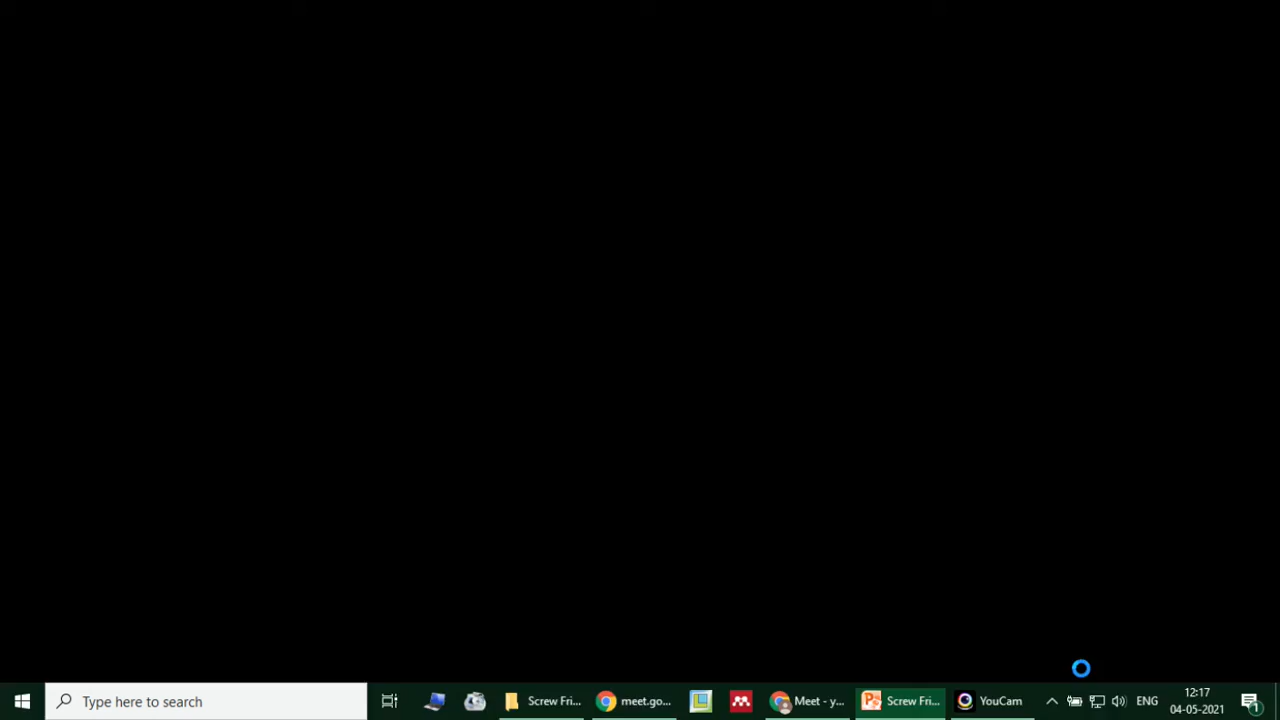 Type here to search
Screw Fri...
meet.go...
Meet - y...
Screw Fri...
YouCam
ENG
12:17
04-05-2021
1